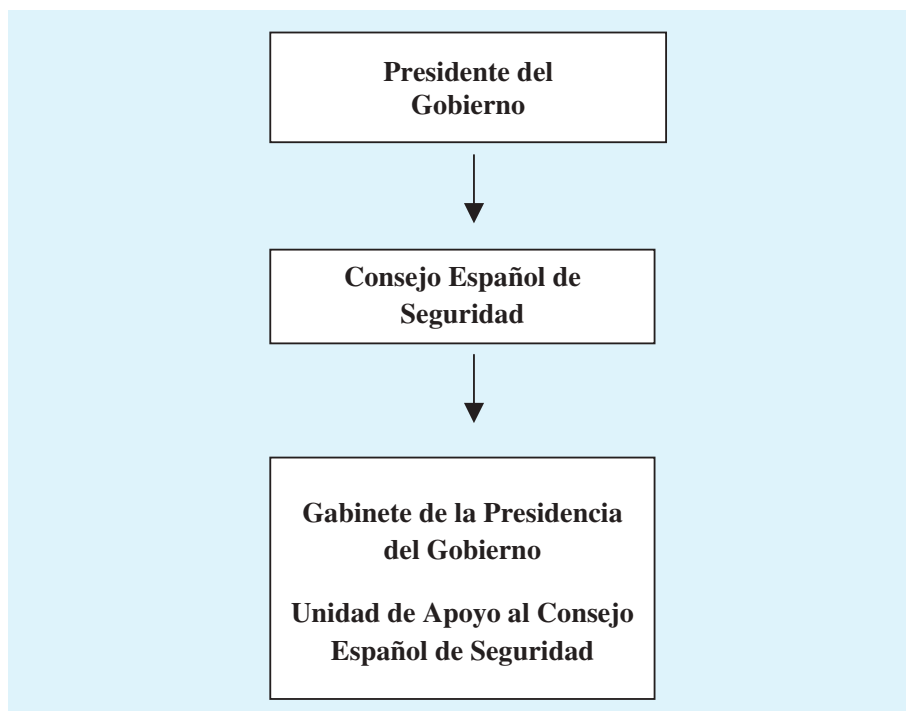 Presidente del
Gobierno
Consejo Español de
Seguridad
Gabinete de la Presidencia
del Gobierno
Unidad de Apoyo al Consejo
Español de Seguridad